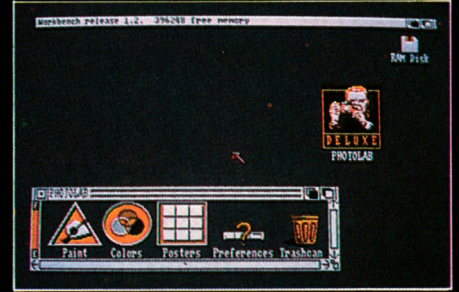 Workbench release 1.2. 396248 free memory
RAM Disk
DELUXE
PHOTOLAB
PHOTOLAB
Paint Colors Posters Preferences Trashcan